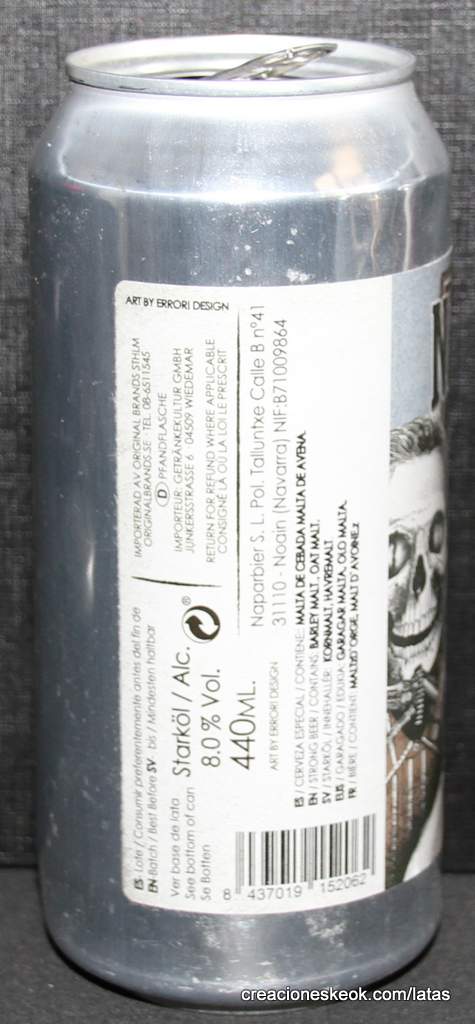 ART BY ERRORI DESIGN
IMPORTERAD AV ORIGINAL BRANDS STHLM
ORIGINALBRANDS.SE TEL. 08-6511545
D PFANDFLASCHE
IMPORTEUR: GETRÄNKEKULTUR GMBH
JUNKERSSTRASSE 6 · 04509 WIEDEMAR
RETURN FOR REFUND WHERE APPLICABLE
CONSIGNÉ LÀ OU LA LOI LE PRESCRIT
ES- Lote / Consumir preferentemente antes del fin de
EN-Batch / Best Before SV- bis / Mindesten haltbar
Ver base de lata
See bottom of can
Se Botten
Starköl / Alc.
8.0% Vol.
440ML.
Naparbier S. L. Pol. Talluntxe Calle B nº41
31110 - Noain (Navarra) NIF:B71009864
ART BY ERRORI DESIGN
ES / CERVEZA ESPECIAL / CONTIENE: MALTA DE CEBADA MALTA DE AVENA.
EN / STRONG BEER / CONTAINS: BARLEY MALT, OAT MALT.
SV / STARKÖL / INNEHALLER: KORNMALT, HAVREMALT
EUS / GARAGADO / EDUKIA: GARAGAR MALTA, OLO MALTA.
FR / BIÈRE / CONTIENT: MALTZ D'ORGE, MALT D'AVOINE.z
8 437019 152062
N
creacioneskeok.com/latas